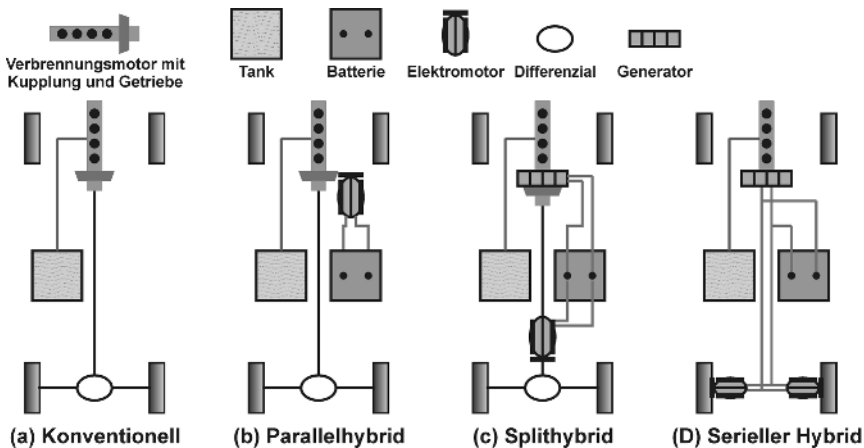 Verbrennungsmotor mit
Kupplung und Getriebe
Tank
Batterie
Elektromotor
Differenzial
Generator
(a) Konventionell
(b) Parallelhybrid
(c) Splithybrid
(D) Serieller Hybrid